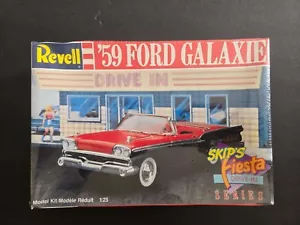 Revell
'59 FORD GALAXIE
DRIVE IN
SKIP'S
Fiesta
SERIES
Model Kit Modèle Réduit 1/25